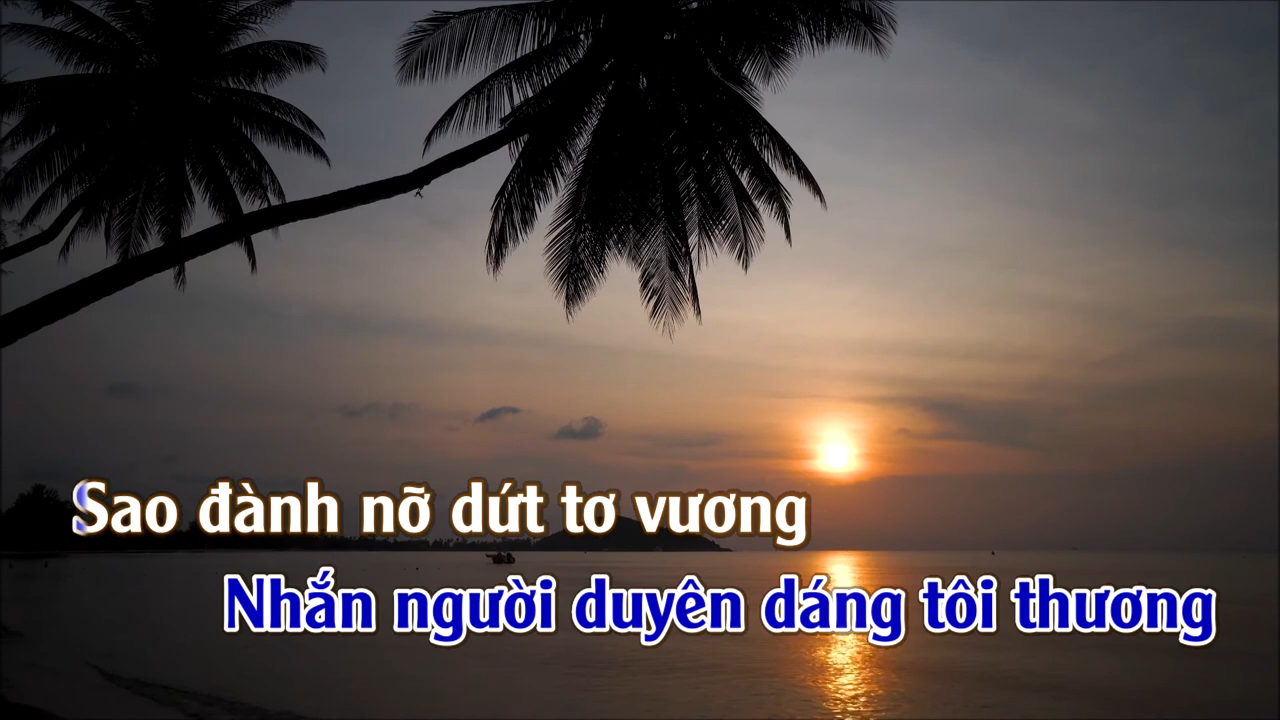 Sao đành nỡ dứt tơ vương
Nhắn người duyên dáng tôi thương